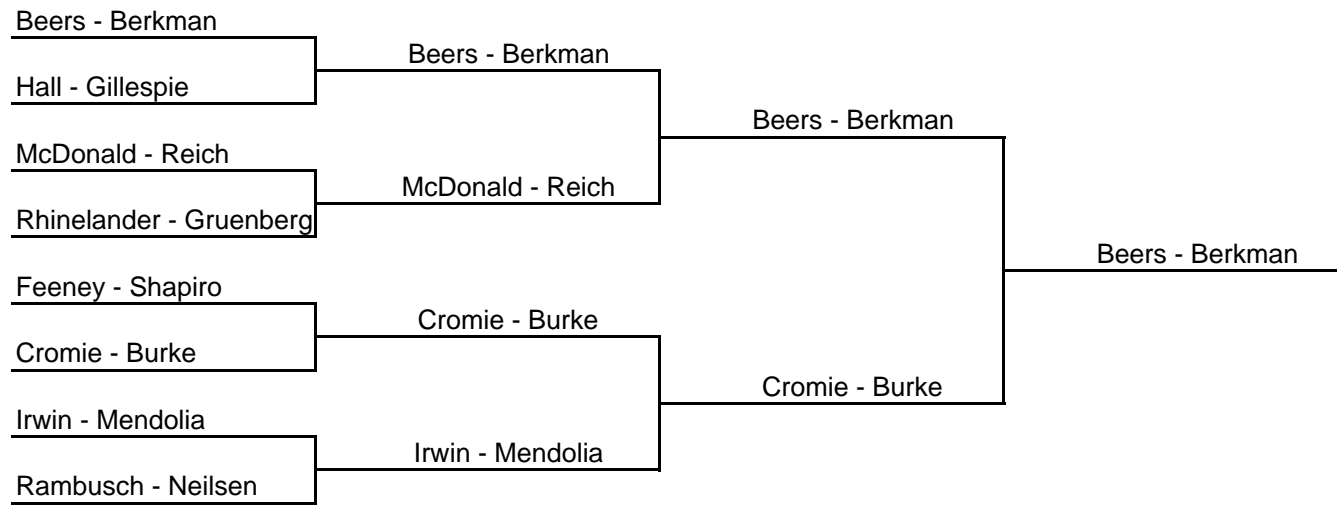 Beers - Berkman
Hall - Gillespie
McDonald - Reich
Rhinelander - Gruenberg
Feeney - Shapiro
Cromie - Burke
Irwin - Mendolia
Rambusch - Neilsen
Beers - Berkman
McDonald - Reich
Cromie - Burke
Irwin - Mendolia
Beers - Berkman
Cromie - Burke
Beers - Berkman